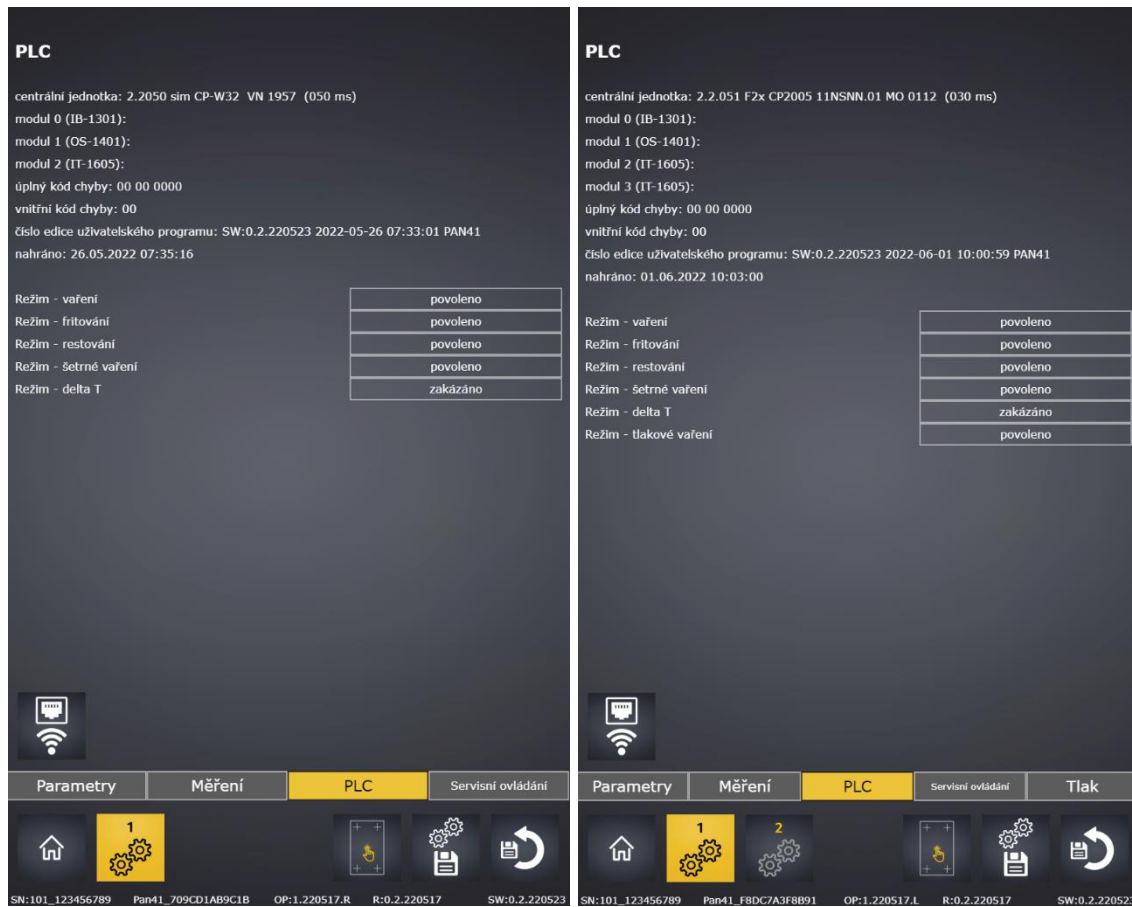 PLC
centrální jednotka: 2.2050 sim CP-W32 VN 1957 (050 ms)
modul 0 (IB-1301):
modul 1 (OS-1401):
modul 2 (IT-1605):
úplný kód chyby: 00 00 0000
vnitřní kód chyby: 00
číslo edice uživatelského programu: SW:0.2.220523 2022-05-26 07:33:01 PAN41
nahráno: 26.05.2022 07:35:16
Režim - vaření povoleno
Režim - fritování povoleno
Režim - restování povoleno
Režim - šetrné vaření povoleno
Režim - delta T zakázáno
Parametry Měření PLC Servisní ovládání
1
SN:101_123456789 Pan41_709CD1AB9C1B OP:1.220517.R R:0.2.220517 SW:0.2.220523
PLC
centrální jednotka: 2.2.051 F2x CP2005 11NSNN.01 MO 0112 (030 ms)
modul 0 (IB-1301):
modul 1 (OS-1401):
modul 2 (IT-1605):
modul 3 (IT-1605):
úplný kód chyby: 00 00 0000
vnitřní kód chyby: 00
číslo edice uživatelského programu: SW:0.2.220523 2022-06-01 10:00:59 PAN41
nahráno: 01.06.2022 10:03:00
Režim - vaření povoleno
Režim - fritování povoleno
Režim - restování povoleno
Režim - šetrné vaření povoleno
Režim - delta T zakázáno
Režim - tlakové vaření povoleno
Parametry Měření PLC Servisní ovládání Tlak
1 2
SN:101_123456789 Pan41_F8DC7A3F8B91 OP:1.220517.L R:0.2.220517 SW:0.2.220523